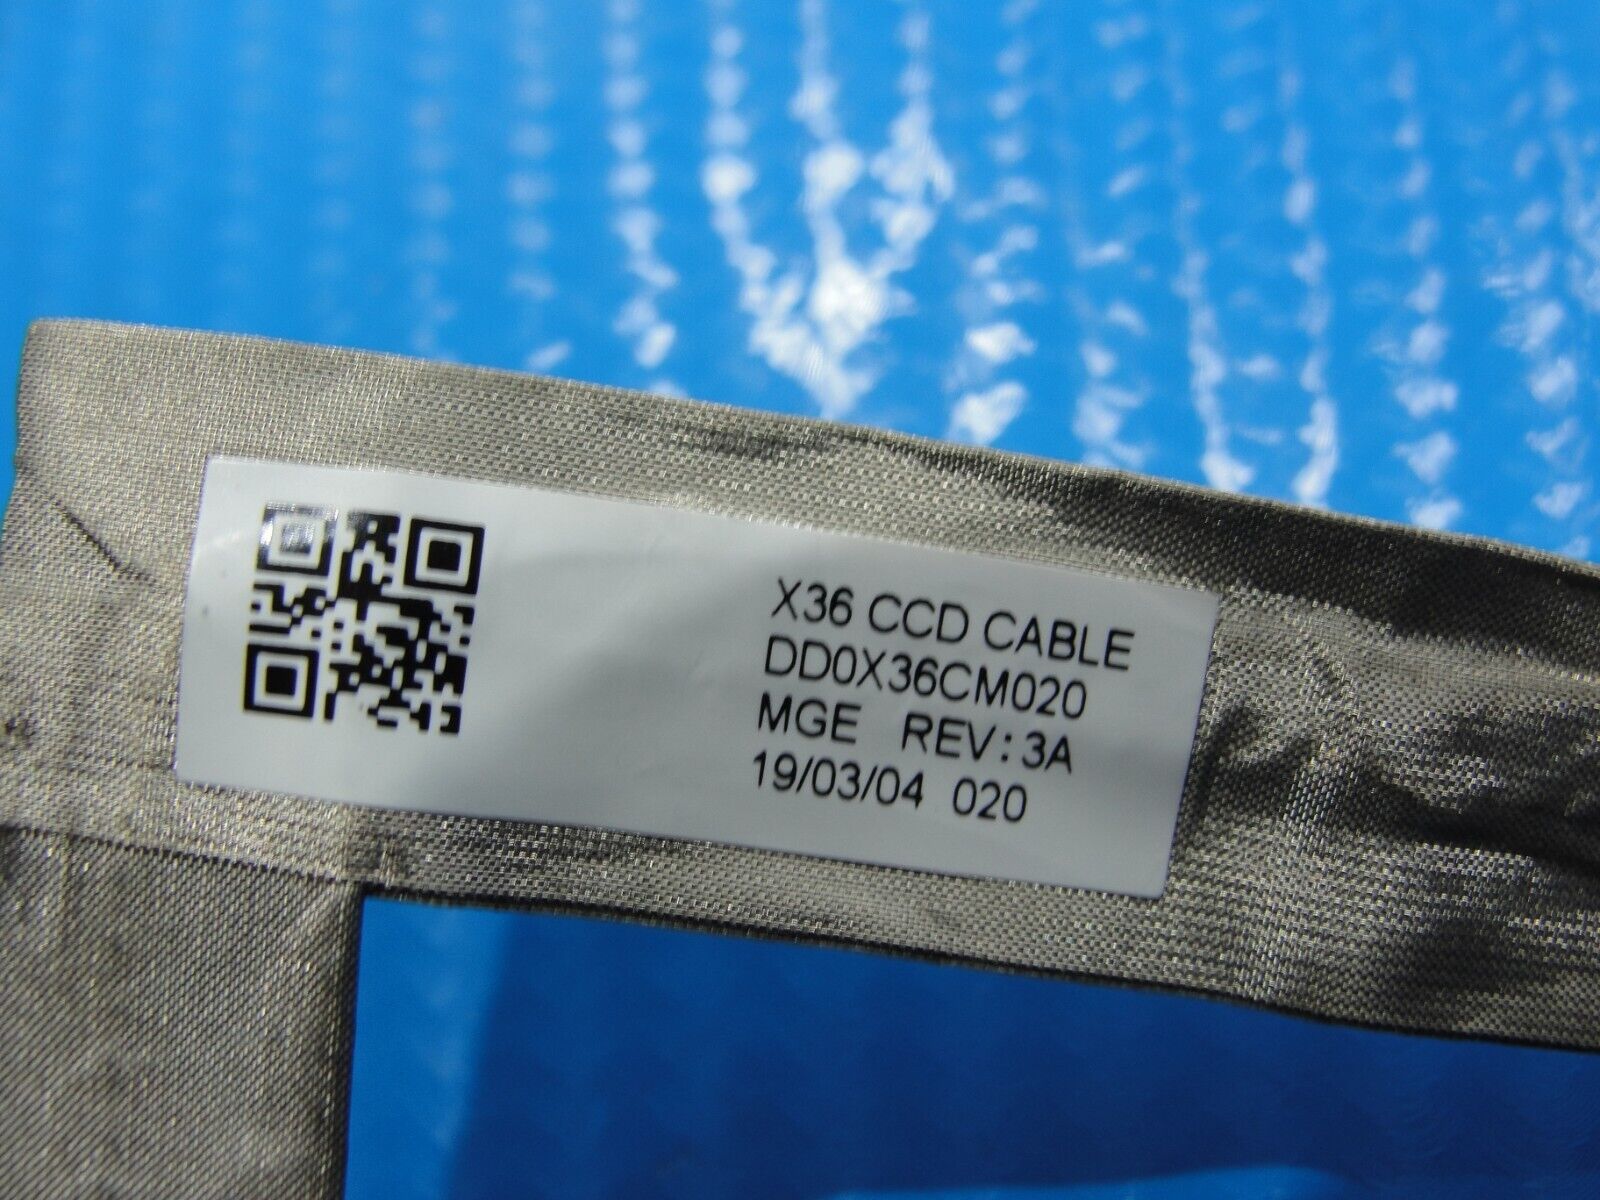 X36 CCD CABLE
DD0X36CM020
MGE REV:3A
19/03/04 020